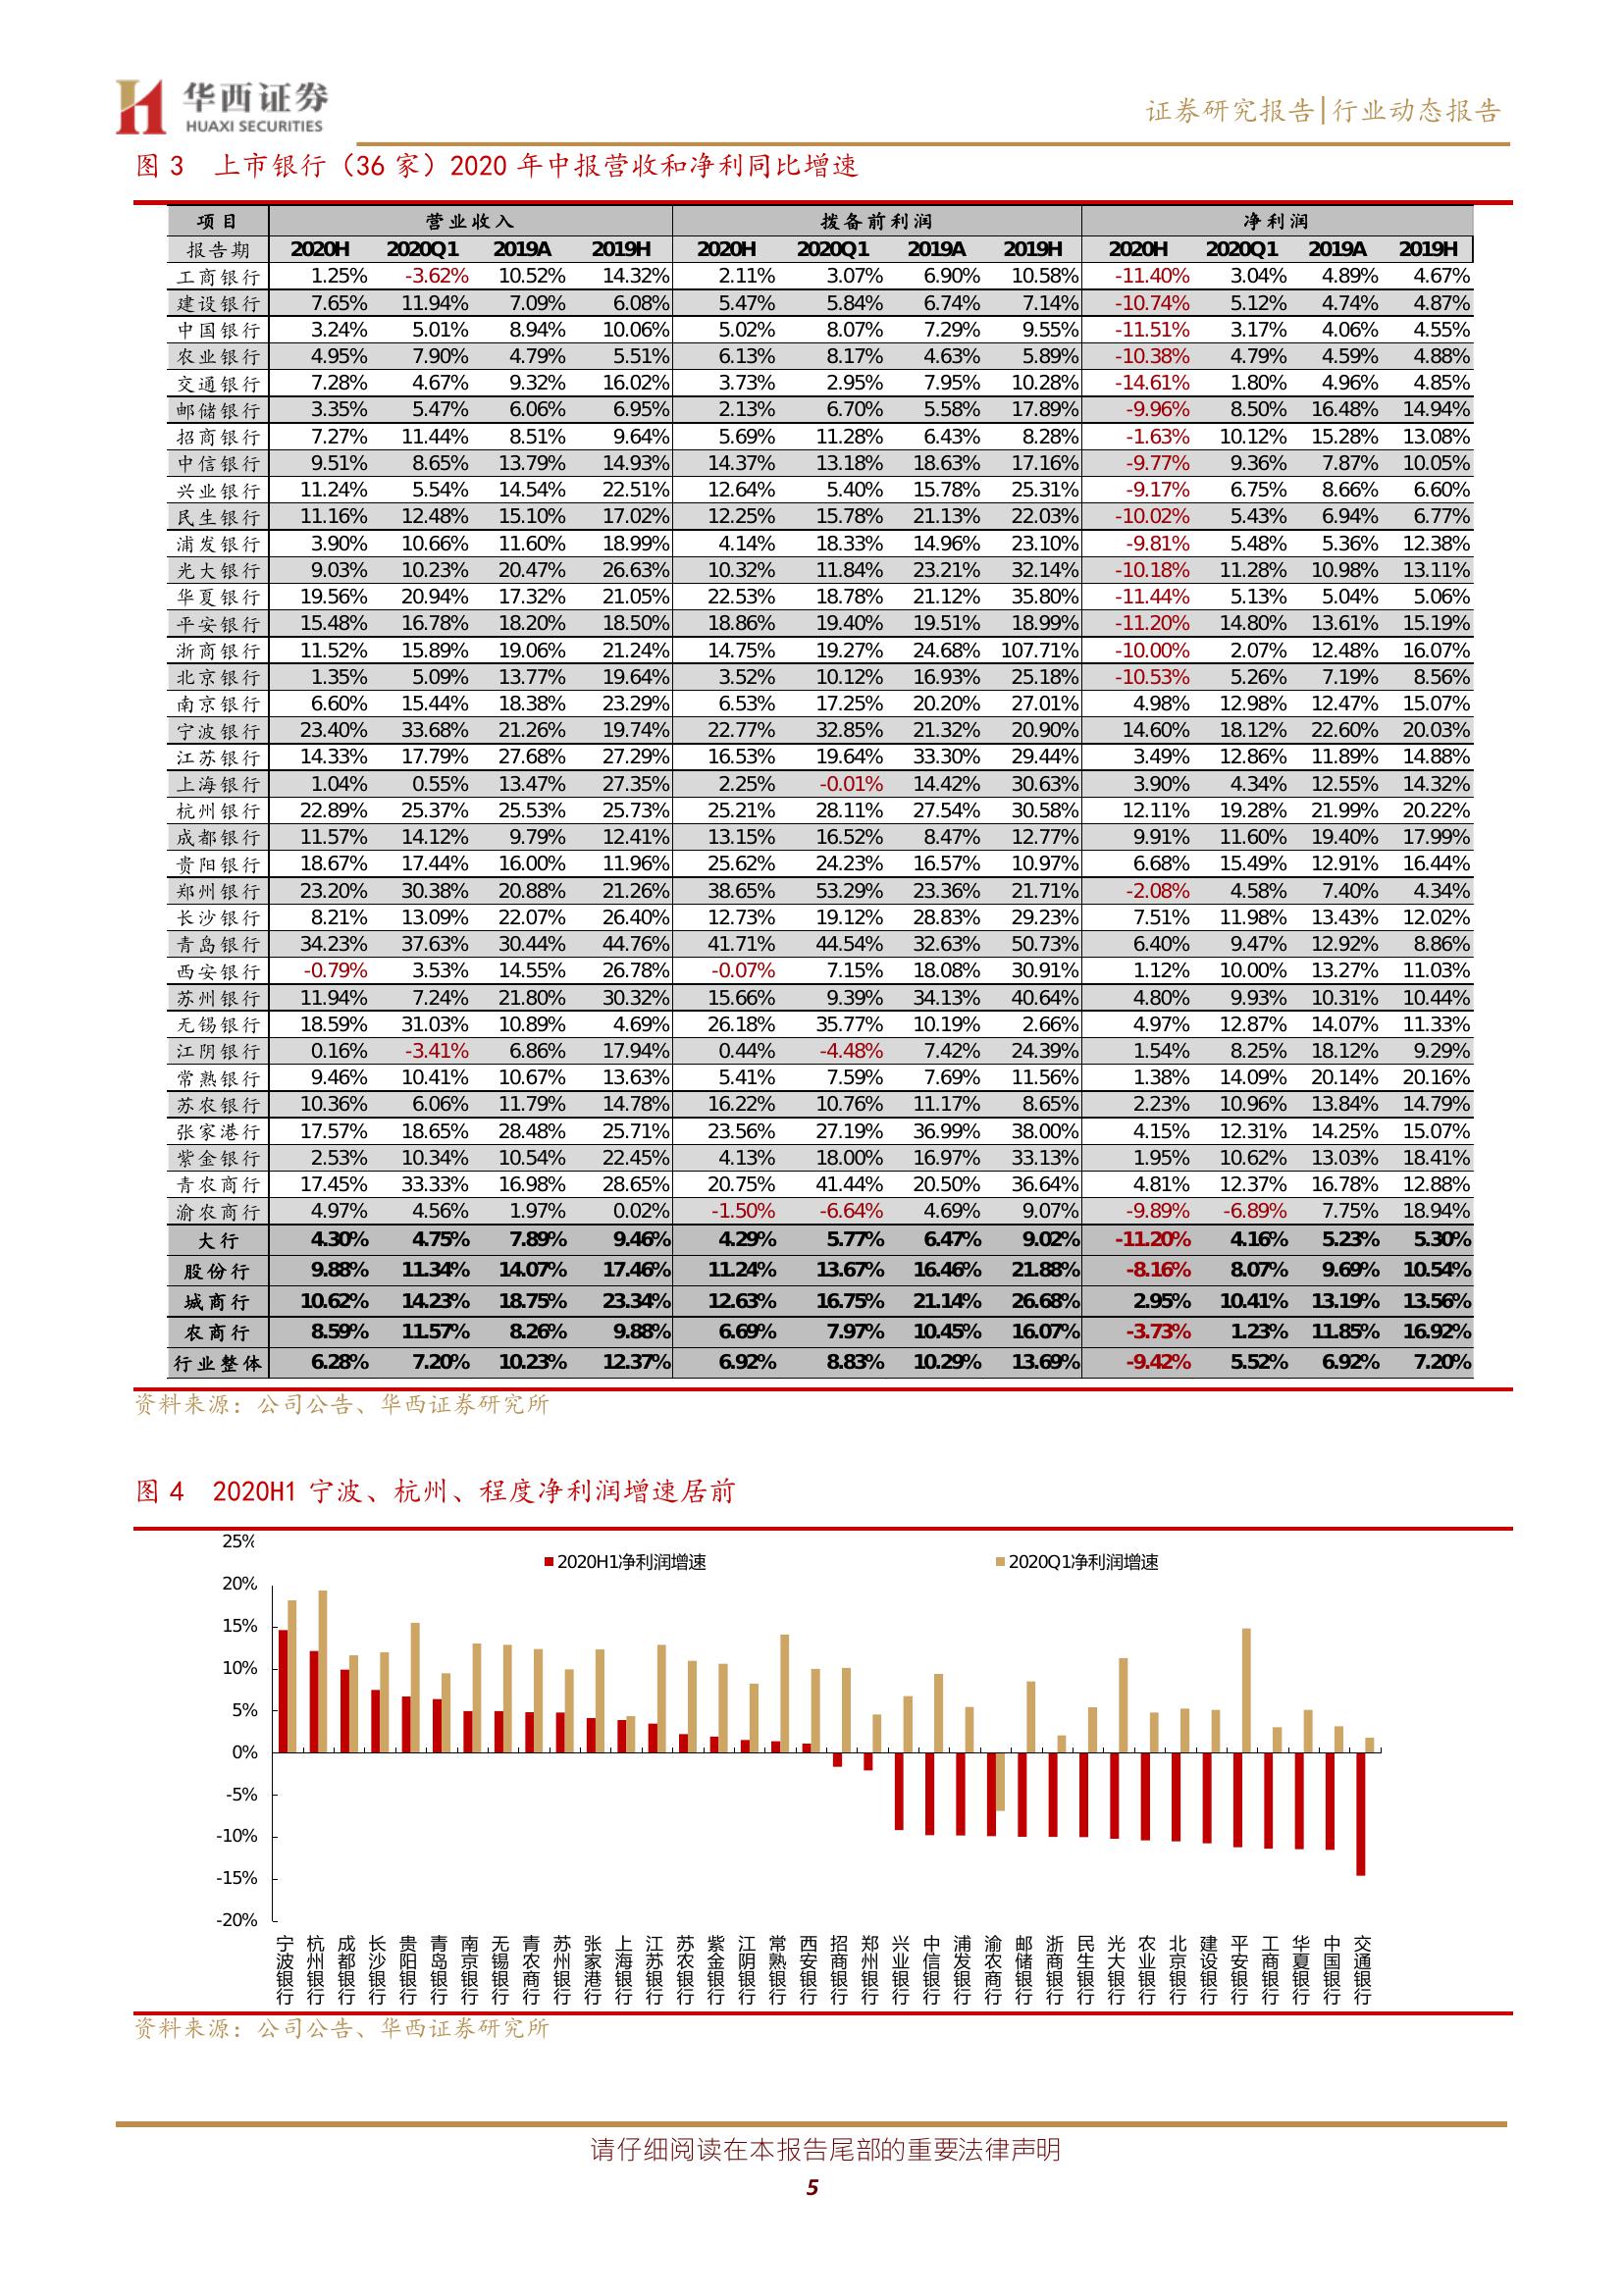 华西证券
HUAXI SECURITIES
证券研究报告|行业动态报告
图 3 上市银行（36 家）2020 年中报营收和净利同比增速
项目 营业收入 拨备前利润 净利润
报告期 2020H 2020Q1 2019A 2019H 2020H 2020Q1 2019A 2019H 2020H 2020Q1 2019A 2019H
工商银行 1.25% -3.62% 10.52% 14.32% 2.11% 3.07% 6.90% 10.58% -11.40% 3.04% 4.89% 4.67%
建设银行 7.65% 11.94% 7.09% 6.08% 5.47% 5.84% 6.74% 7.14% -10.74% 5.12% 4.74% 4.87%
中国银行 3.24% 5.01% 8.94% 10.06% 5.02% 8.07% 7.29% 9.55% -11.51% 3.17% 4.06% 4.55%
农业银行 4.95% 7.90% 4.79% 5.51% 6.13% 8.17% 4.63% 5.89% -10.38% 4.79% 4.59% 4.88%
交通银行 7.28% 4.67% 9.32% 16.02% 3.73% 2.95% 7.95% 10.28% -14.61% 1.80% 4.96% 4.85%
邮储银行 3.35% 5.47% 6.06% 6.95% 2.13% 6.70% 5.58% 17.89% -9.96% 8.50% 16.48% 14.94%
招商银行 7.27% 11.44% 8.51% 9.64% 5.69% 11.28% 6.43% 8.28% -1.63% 10.12% 15.28% 13.08%
中信银行 9.51% 8.65% 13.79% 14.93% 14.37% 13.18% 18.63% 17.16% -9.77% 9.36% 7.87% 10.05%
兴业银行 11.24% 5.54% 14.54% 22.51% 12.64% 5.40% 15.78% 25.31% -9.17% 6.75% 8.66% 6.60%
民生银行 11.16% 12.48% 15.10% 17.02% 12.25% 15.78% 21.13% 22.03% -10.02% 5.43% 6.94% 6.77%
浦发银行 3.90% 10.66% 11.60% 18.99% 4.14% 18.33% 14.96% 23.10% -9.81% 5.48% 5.36% 12.38%
光大银行 9.03% 10.23% 20.47% 26.63% 10.32% 11.84% 23.21% 32.14% -10.18% 11.28% 10.98% 13.11%
华夏银行 19.56% 20.94% 17.32% 21.05% 22.53% 18.78% 21.12% 35.80% -11.44% 5.13% 5.04% 5.06%
平安银行 15.48% 16.78% 18.20% 18.50% 18.86% 19.40% 19.51% 18.99% -11.20% 14.80% 13.61% 15.19%
浙商银行 11.52% 15.89% 19.06% 21.24% 14.75% 19.27% 24.68% 107.71% -10.00% 2.07% 12.48% 16.07%
北京银行 1.35% 5.09% 13.77% 19.64% 3.52% 10.12% 16.93% 25.18% -10.53% 5.26% 7.19% 8.56%
南京银行 6.60% 15.44% 18.38% 23.29% 6.53% 17.25% 20.20% 27.01% 4.98% 12.98% 12.47% 15.07%
宁波银行 23.40% 33.68% 21.26% 19.74% 22.77% 32.85% 21.32% 20.90% 14.60% 18.12% 22.60% 20.03%
江苏银行 14.33% 17.79% 27.68% 27.29% 16.53% 19.64% 33.30% 29.44% 3.49% 12.86% 11.89% 14.88%
上海银行 1.04% 0.55% 13.47% 27.35% 2.25% -0.01% 14.42% 30.63% 3.90% 4.34% 12.55% 14.32%
杭州银行 22.89% 25.37% 25.53% 25.73% 25.21% 28.11% 27.54% 30.58% 12.11% 19.28% 21.99% 20.22%
成都银行 11.57% 14.12% 9.79% 12.41% 13.15% 16.52% 8.47% 12.77% 9.91% 11.60% 19.40% 17.99%
贵阳银行 18.67% 17.44% 16.00% 11.96% 25.62% 24.23% 16.57% 10.97% 6.68% 15.49% 12.91% 16.44%
郑州银行 23.20% 30.38% 20.88% 21.26% 38.65% 53.29% 23.36% 21.71% -2.08% 4.58% 7.40% 4.34%
长沙银行 8.21% 13.09% 22.07% 26.40% 12.73% 19.12% 28.83% 29.23% 7.51% 11.98% 13.43% 12.02%
青岛银行 34.23% 37.63% 30.44% 44.76% 41.71% 44.54% 32.63% 50.73% 6.40% 9.47% 12.92% 8.86%
西安银行 -0.79% 3.53% 14.55% 26.78% -0.07% 7.15% 18.08% 30.91% 1.12% 10.00% 13.27% 11.03%
苏州银行 11.94% 7.24% 21.80% 30.32% 15.66% 9.39% 34.13% 40.64% 4.80% 9.93% 10.31% 10.44%
无锡银行 18.59% 31.03% 10.89% 4.69% 26.18% 35.77% 10.19% 2.66% 4.97% 12.87% 14.07% 11.33%
江阴银行 0.16% -3.41% 6.86% 17.94% 0.44% -4.48% 7.42% 24.39% 1.54% 8.25% 18.12% 9.29%
常熟银行 9.46% 10.41% 10.67% 13.63% 5.41% 7.59% 7.69% 11.56% 1.38% 14.09% 20.14% 20.16%
苏农银行 10.36% 6.06% 11.79% 14.78% 16.22% 10.76% 11.17% 8.65% 2.23% 10.96% 13.84% 14.79%
张家港行 17.57% 18.65% 28.48% 25.71% 23.56% 27.19% 36.99% 38.00% 4.15% 12.31% 14.25% 15.07%
紫金银行 2.53% 10.34% 10.54% 22.45% 4.13% 18.00% 16.97% 33.13% 1.95% 10.62% 13.03% 18.41%
青农商行 17.45% 33.33% 16.98% 28.65% 20.75% 41.44% 20.50% 36.64% 4.81% 12.37% 16.78% 12.88%
渝农商行 4.97% 4.56% 1.97% 0.02% -1.50% -6.64% 4.69% 9.07% -9.89% -6.89% 7.75% 18.94%
大行 4.30% 4.75% 7.89% 9.46% 4.29% 5.77% 6.47% 9.02% -11.20% 4.16% 5.23% 5.30%
股份行 9.88% 11.34% 14.07% 17.46% 11.24% 13.67% 16.46% 21.88% -8.16% 8.07% 9.69% 10.54%
城商行 10.62% 14.23% 18.75% 23.34% 12.63% 16.75% 21.14% 26.68% 2.95% 10.41% 13.19% 13.56%
农商行 8.59% 11.57% 8.26% 9.88% 6.69% 7.97% 10.45% 16.07% -3.73% 1.23% 11.85% 16.92%
行业整体 6.28% 7.20% 10.23% 12.37% 6.92% 8.83% 10.29% 13.69% -9.42% 5.52% 6.92% 7.20%
资料来源：公司公告、华西证券研究所
图 4 2020H1 宁波、杭州、程度净利润增速居前
2020H1净利润增速 2020Q1净利润增速
25%
20%
15%
10%
5%
0%
-5%
-10%
-15%
-20%
宁波银行
杭州银行
成都银行
长沙银行
贵阳银行
青岛银行
南京银行
无锡银行
青农商行
苏州银行
张家港行
上海银行
江苏银行
苏农银行
紫金银行
江阴银行
常熟银行
西安银行
招商银行
郑州银行
兴业银行
中信银行
浦发银行
渝农商行
邮储银行
浙商银行
民生银行
光大银行
农业银行
北京银行
建设银行
平安银行
工商银行
华夏银行
中国银行
交通银行
资料来源：公司公告、华西证券研究所
请仔细阅读在本报告尾部的重要法律声明
5